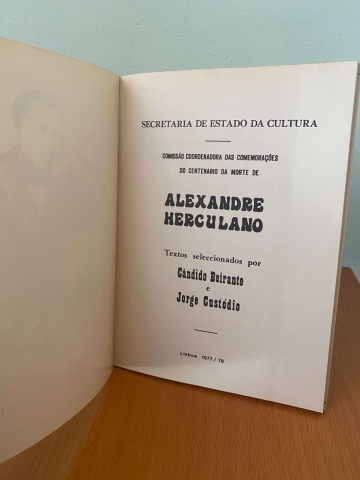 SECRETARIA DE ESTADO DA CULTURA
COMISSÃO COORDENADORA DAS COMEMORAÇÕES
DO CENTENÁRIO DA MORTE DE
ALEXANDRE
HERCULANO
Textos seleccionados por
Cândido Beirante
e
Jorge Custódio
Lisboa 1977/78